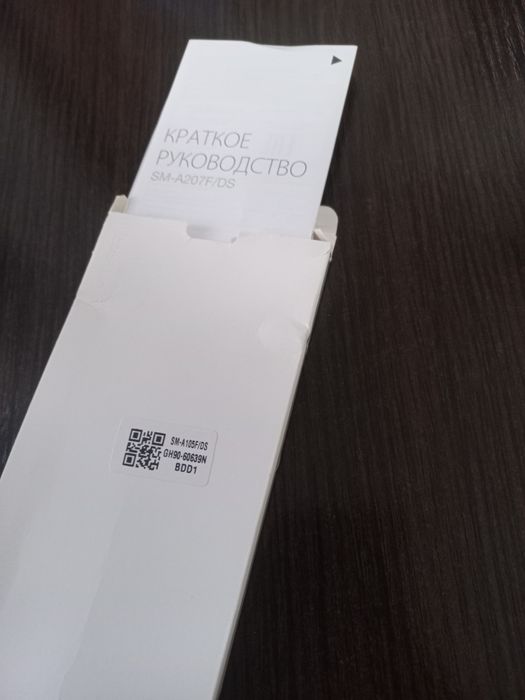 КРАТКОЕ
РУКОВОДСТВО
SM-A207F/DS
SM-A105F/DS
GH90-60639N
BDD1